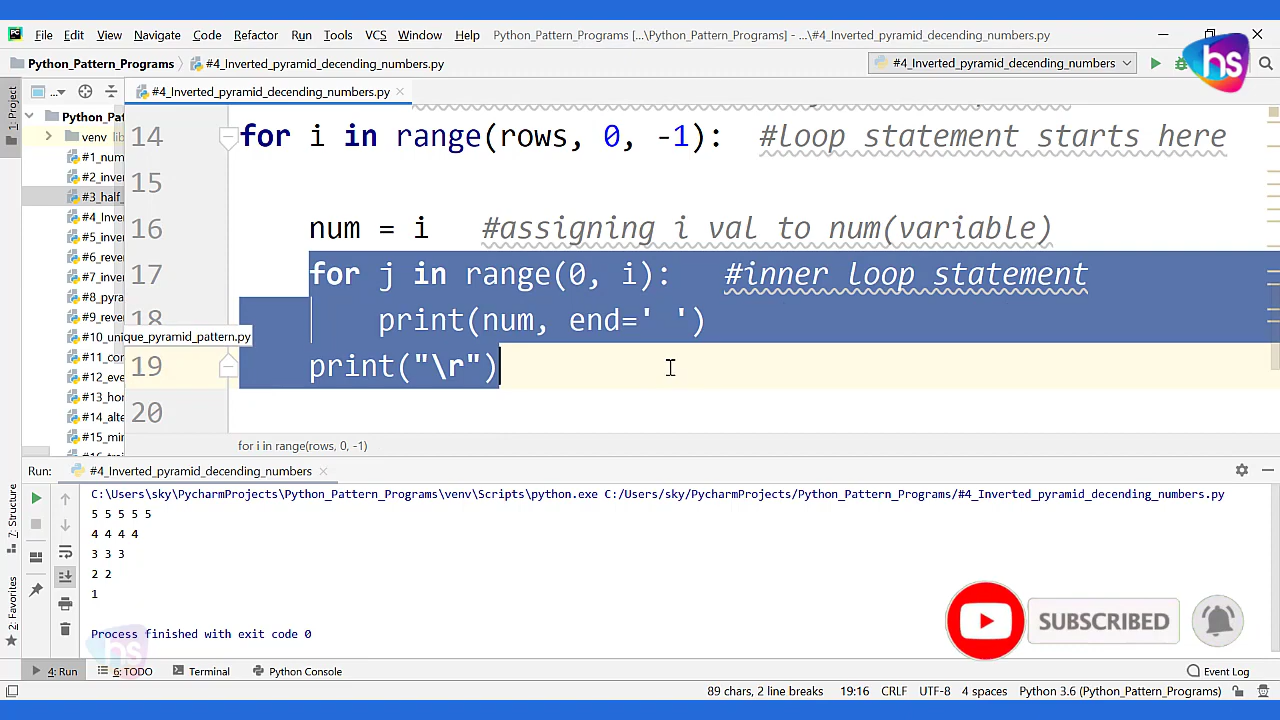 File Edit View Navigate Code Refactor Run Tools VCS Window Help Python_Pattern_Programs [...\Python_Pattern_Programs] - ...\#4_Inverted_pyramid_decending_numbers.py
Python_Pattern_Programs #4_Inverted_pyramid_decending_numbers.py #4_Inverted_pyramid_decending_numbers
hs
1: Project
... #4_Inverted_pyramid_decending_numbers.py
Python_Pa
venv lib
#1_num
#2_inver
#3_half_
#4_Inver
#5_inver
#6_rever
#7_inver
#8_pyra
#9_rever
#10_unique_pyramid_pattern.py
#11_con
#12_eve
#13_hor
#14_alte
#15_mir
14 for i in range(rows, 0, -1): #loop statement starts here
15
16 num = i #assigning i val to num(variable)
17 for j in range(0, i): #inner loop statement
18 print(num, end=' ')
19 print("\r")
20
for i in range(rows, 0, -1)
Run: #4_Inverted_pyramid_decending_numbers
C:\Users\sky\PycharmProjects\Python_Pattern_Programs\venv\Scripts\python.exe C:/Users/sky/PycharmProjects/Python_Pattern_Programs/#4_Inverted_pyramid_decending_numbers.py
5 5 5 5 5
4 4 4 4
3 3 3
2 2
1
Process finished with exit code 0
7: Structure
2: Favorites
SUBSCRIBED
hs
4: Run 6: TODO Terminal Python Console Event Log
89 chars, 2 line breaks 19:16 CRLF UTF-8 4 spaces Python 3.6 (Python_Pattern_Programs)